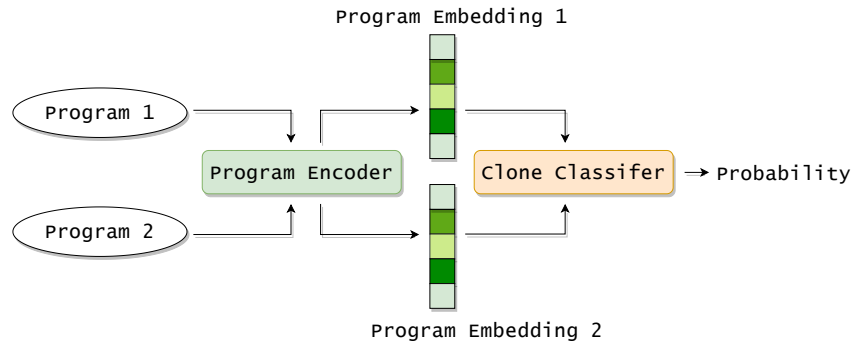 Program Embedding 1
Program 1
Program Encoder
Clone Classifer
Probability
Program 2
Program Embedding 2